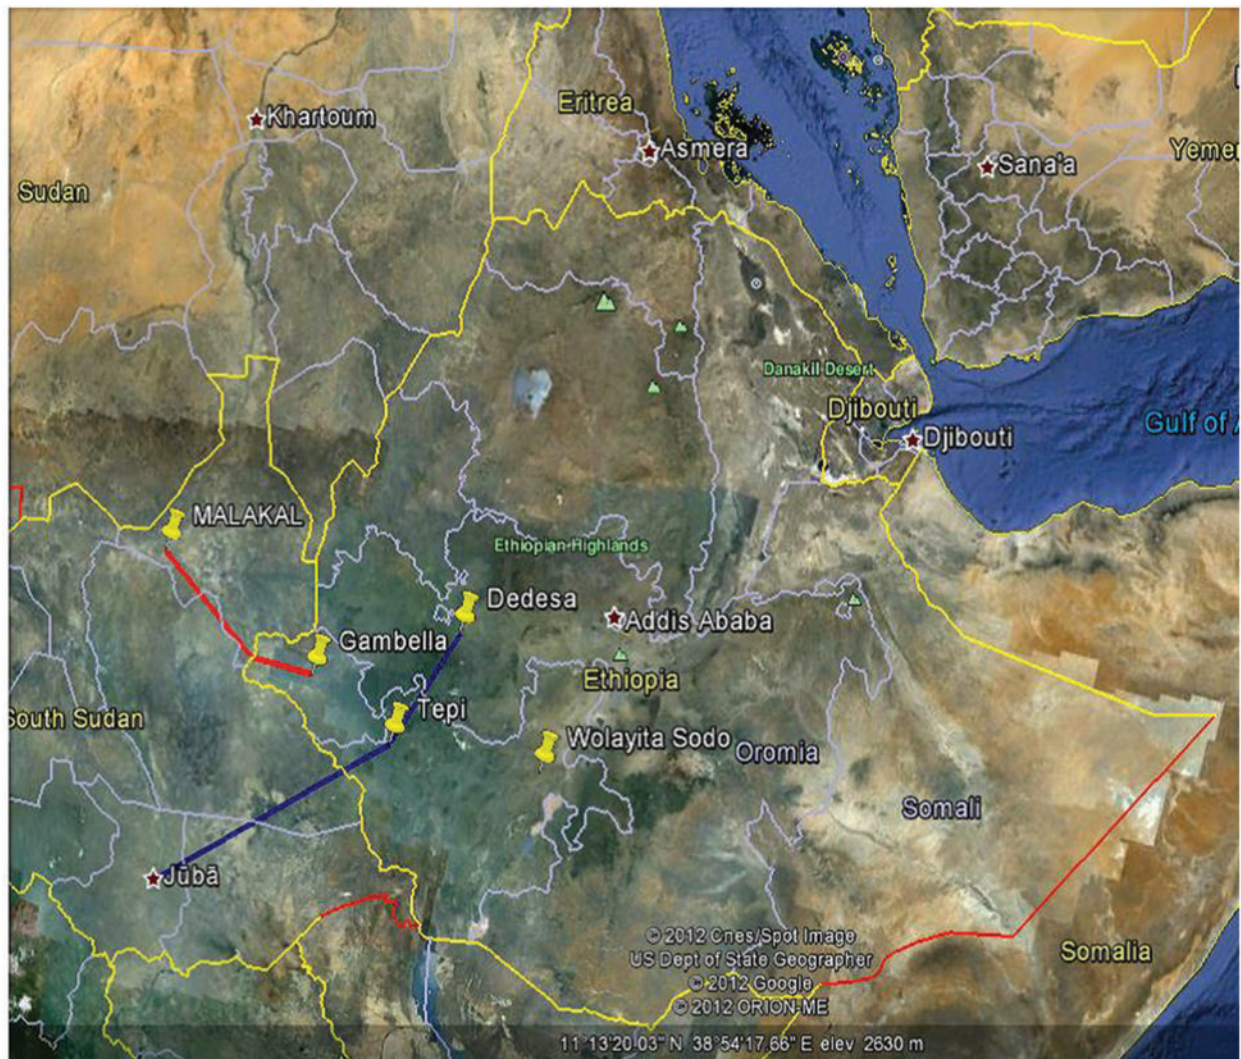 Khartoum
Eritrea
Asmera
Sana'a
Sudan
Danakil Desert
Djibouti
Djibouti
Gulf of
MALAKAL
Ethiopian Highlands
Dedesa
Addis Ababa
Gambella
Ethiopia
South Sudan
Tepi
Wolayita Sodo
Oromia
Somali
Jūbā
Somalia
© 2012 Cnes/Spot Image
US Dept of State Geographer
© 2012 Google
© 2012 ORION-ME
11°13'20.03" N 38°54'17.66" E elev 2630 m